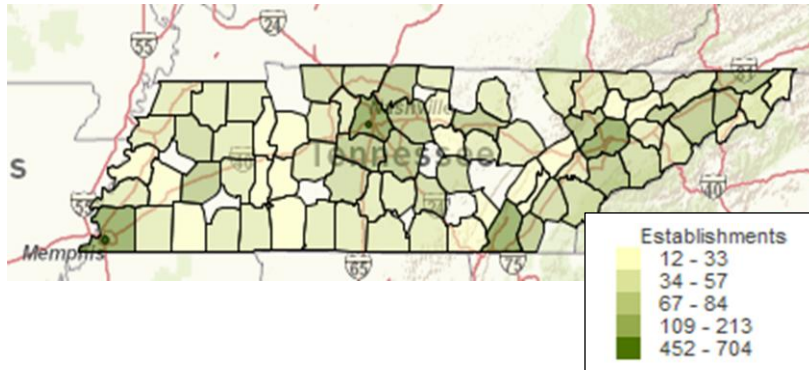 24
55
81
Nashville
Tennessee
S
40
40
55
24
Memphis
65
75
Establishments
12 - 33
34 - 57
67 - 84
109 - 213
452 - 704